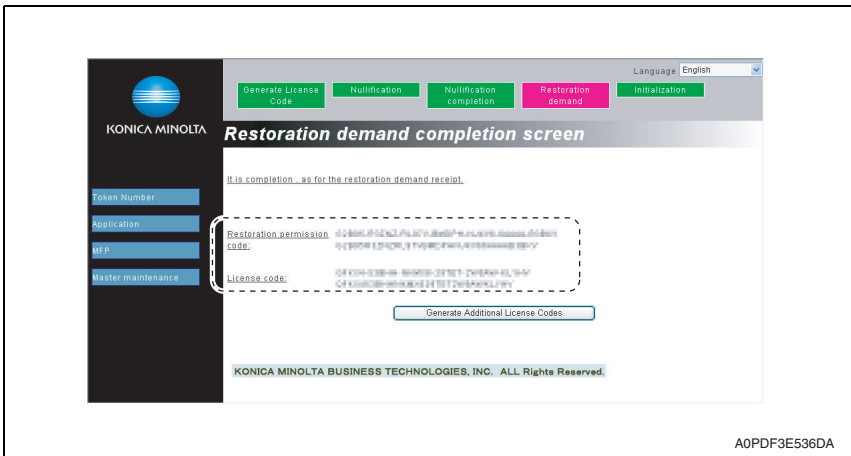 Language English
Generate License Code
Nullification
Nullification completion
Restoration demand
Initialization
KONICA MINOLTA
Restoration demand completion screen
It is completion . as for the restoration demand receipt.
Token Number
Application
MFP
Master maintenance
Restoration permission
code:
License code:
Generate Additional License Codes
KONICA MINOLTA BUSINESS TECHNOLOGIES, INC. ALL Rights Reserved.
A0PDF3E536DA